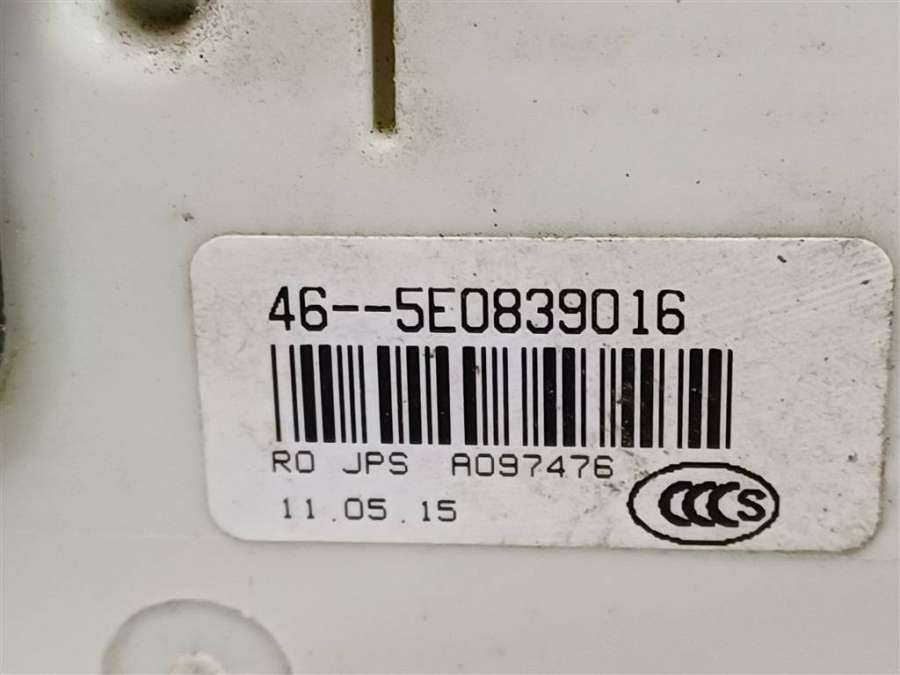 46--5E0839016
RO JPS A097476
11.05.15
CCCS